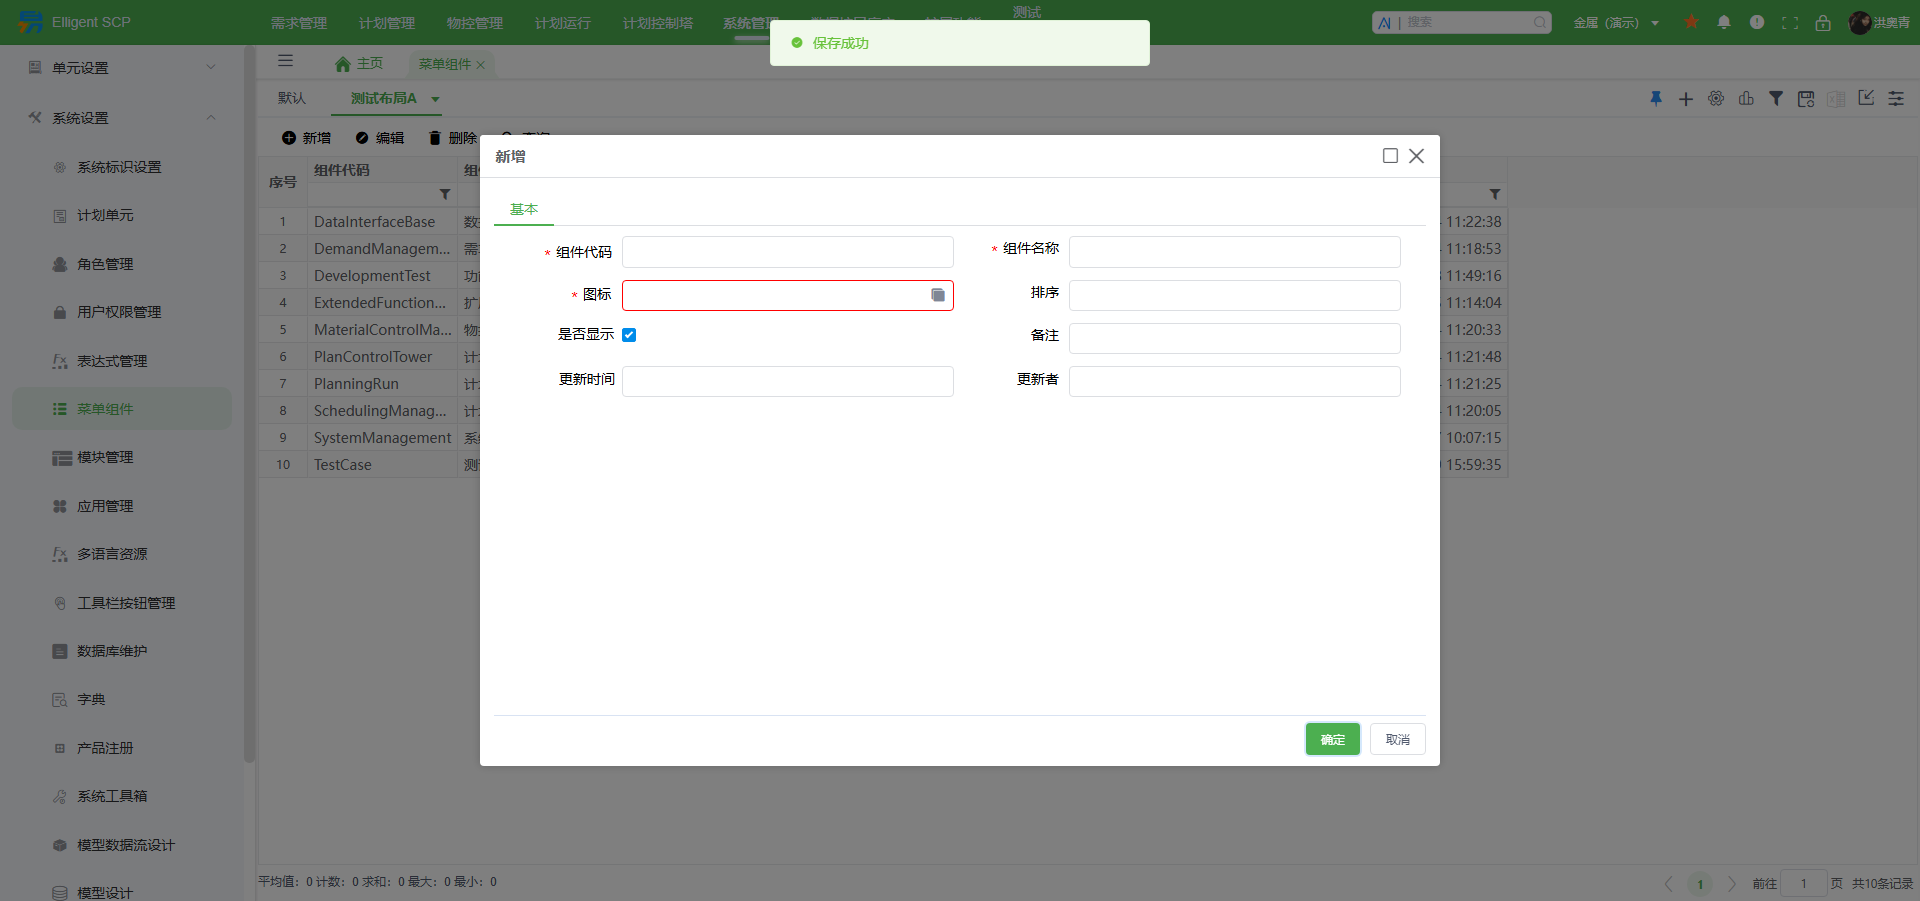 Elligent SCP
需求管理 计划管理 物控管理 计划运行 计划控制塔 系统管理
测试
AI | 搜索
金属（演示）
洪奥青
保存成功
单元设置
系统设置
系统标识设置
计划单元
角色管理
用户权限管理
表达式管理
菜单组件
模块管理
应用管理
多语言资源
工具栏按钮管理
数据库维护
字典
产品注册
系统工具箱
模型数据流设计
模型设计
主页
菜单组件
默认
测试布局A
新增 编辑 删除
序号 组件代码
1 DataInterfaceBase 11:22:38
2 DemandManagem... 11:18:53
3 DevelopmentTest 11:49:16
4 ExtendedFunction... 11:14:04
5 MaterialControlMa... 11:20:33
6 PlanControlTower 11:21:48
7 PlanningRun 11:21:25
8 SchedulingManag... 11:20:05
9 SystemManagement 10:07:15
10 TestCase 15:59:35
新增
基本
* 组件代码
* 组件名称
* 图标
排序
是否显示
备注
更新时间
更新者
确定
取消
平均值：0 计数：0 求和：0 最大：0 最小：0
1
前往 1 页 共10条记录